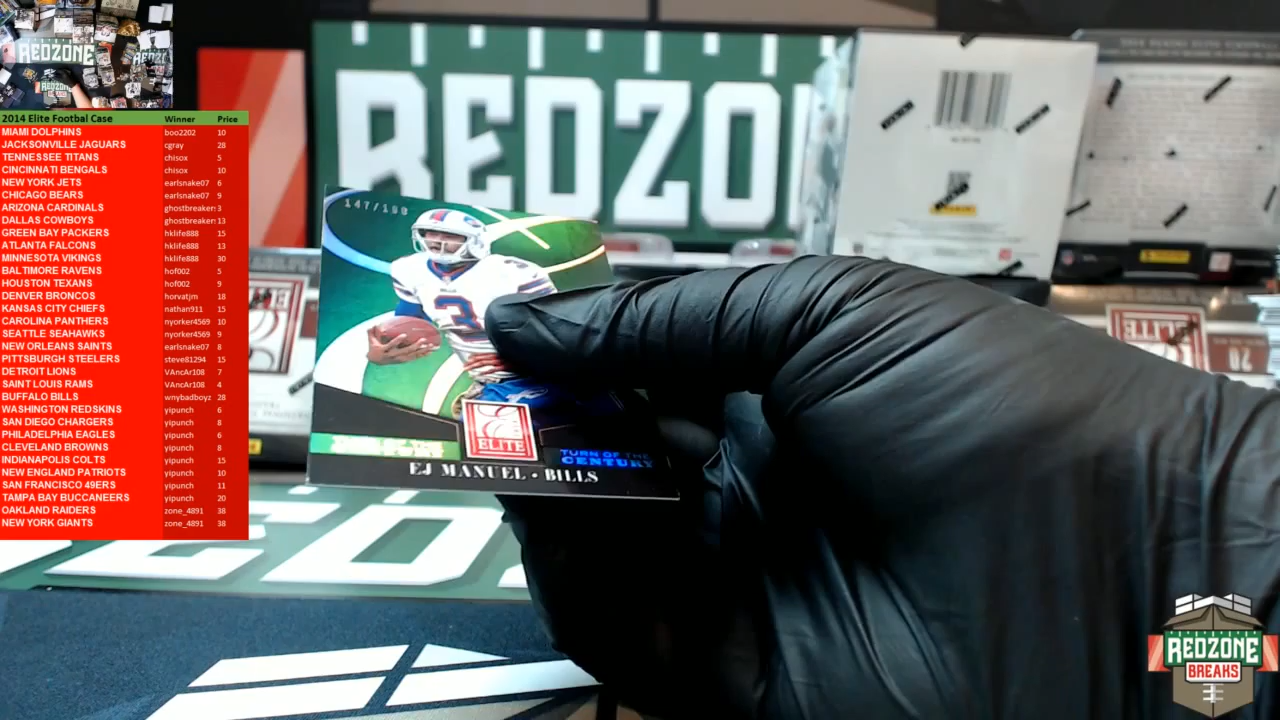 REDZONE
2014 Elite Footbal Case Winner Price
MIAMI DOLPHINS boo2202 10
JACKSONVILLE JAGUARS cgray 28
TENNESSEE TITANS chisox 5
CINCINNATI BENGALS chisox 10
NEW YORK JETS earlsnake07 6
CHICAGO BEARS earlsnake07 9
ARIZONA CARDINALS ghostbreaker 3
DALLAS COWBOYS ghostbreaker 13
GREEN BAY PACKERS hklife888 15
ATLANTA FALCONS hklife888 13
MINNESOTA VIKINGS hklife888 30
BALTIMORE RAVENS hof002 5
HOUSTON TEXANS hof002 9
DENVER BRONCOS horvatjm 18
KANSAS CITY CHIEFS nathan911 15
CAROLINA PANTHERS nyorker4569 10
SEATTLE SEAHAWKS nyorker4569 9
NEW ORLEANS SAINTS earlsnake07 8
PITTSBURGH STEELERS steve81294 15
DETROIT LIONS VAncAr108 7
SAINT LOUIS RAMS VAncAr108 4
BUFFALO BILLS wnybadboyz 28
WASHINGTON REDSKINS yipunch 6
SAN DIEGO CHARGERS yipunch 8
PHILADELPHIA EAGLES yipunch 6
CLEVELAND BROWNS yipunch 8
INDIANAPOLIS COLTS yipunch 15
NEW ENGLAND PATRIOTS yipunch 10
SAN FRANCISCO 49ERS yipunch 11
TAMPA BAY BUCCANEERS yipunch 20
OAKLAND RAIDERS zone_4891 38
NEW YORK GIANTS zone_4891 38
REDZO
147/199
3
ELITE
TURN OF THE
CENTURY
EJ MANUEL • BILLS
ELITE
REDZONE
BREAKS